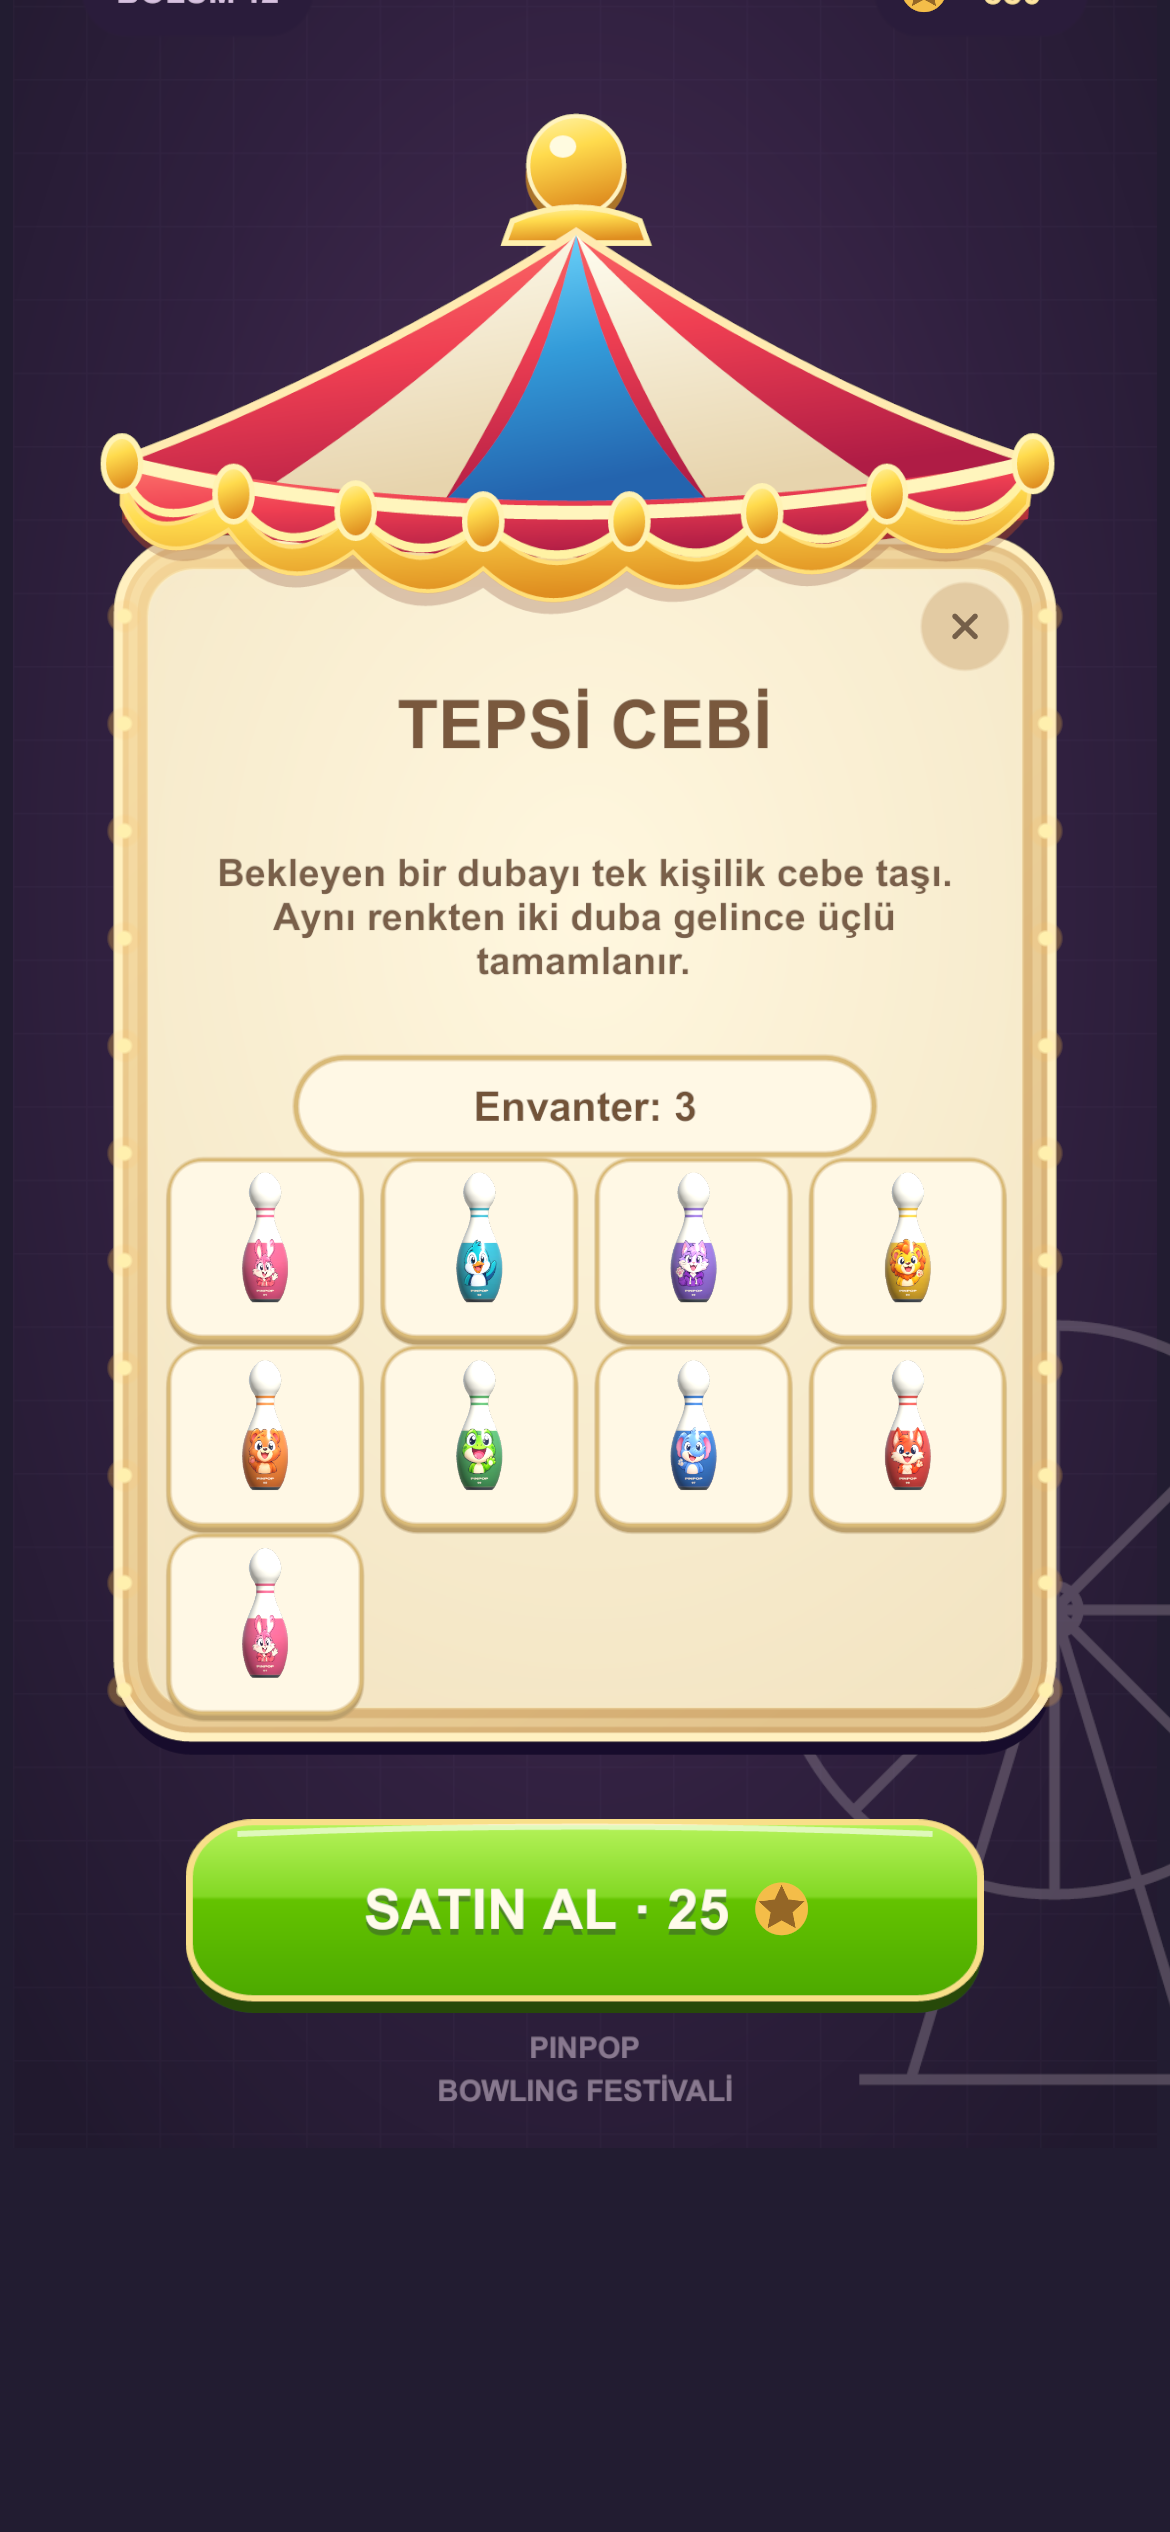 TEPSİ CEBİ
Bekleyen bir dubayı tek kişilik cebe taşı.
Aynı renkten iki duba gelince üçlü
tamamlanır.
Envanter: 3
SATIN AL · 25
PINPOP
BOWLING FESTİVALİ